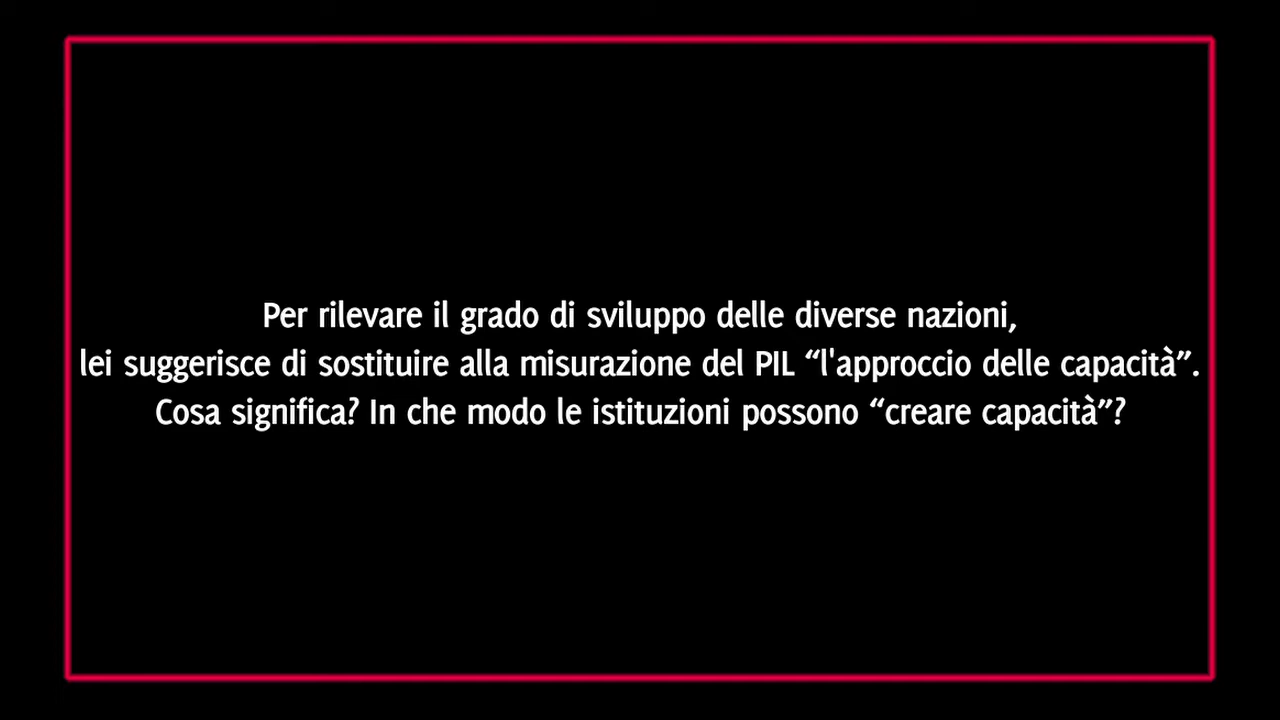 Per rilevare il grado di sviluppo delle diverse nazioni,
lei suggerisce di sostituire alla misurazione del PIL “l'approccio delle capacità”.
Cosa significa? In che modo le istituzioni possono “creare capacità”?